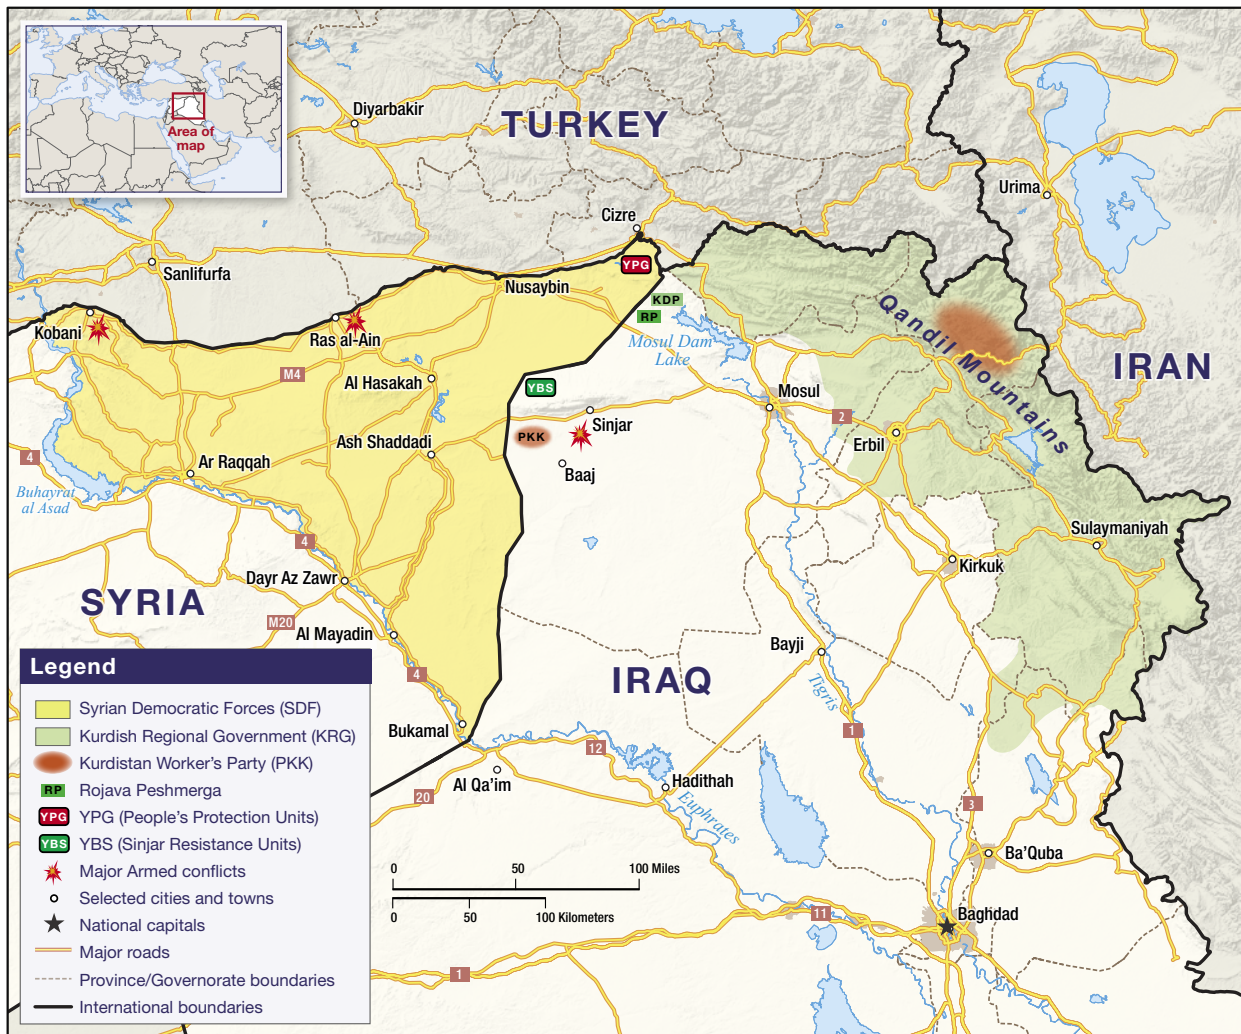 Area of
map
Diyarbakir
TURKEY
Urima
Cizre
Sanlifurfa
YPG
Nusaybin
KDP
RP
Kobani
Ras al-Ain
Mosul Dam
Lake
Qandil Mountains
IRAN
M4
Al Hasakah
YBS
Mosul
2
Sinjar
PKK
Ash Shaddadi
Erbil
4
Ar Raqqah
Baaj
Buhayrat
al Asad
Sulaymaniyah
4
Kirkuk
Dayr Az Zawr
SYRIA
M20
Al Mayadin
Bayji
IRAQ
Tigris
4
Bukamal
1
12
Al Qa'im
Hadithah
20
Euphrates
3
Ba'Quba
Baghdad
11
1
0 50 100 Miles
0 50 100 Kilometers
Legend
Syrian Democratic Forces (SDF)
Kurdish Regional Government (KRG)
Kurdistan Worker's Party (PKK)
RP Rojava Peshmerga
YPG YPG (People's Protection Units)
YBS YBS (Sinjar Resistance Units)
Major Armed conflicts
Selected cities and towns
National capitals
Major roads
Province/Governorate boundaries
International boundaries